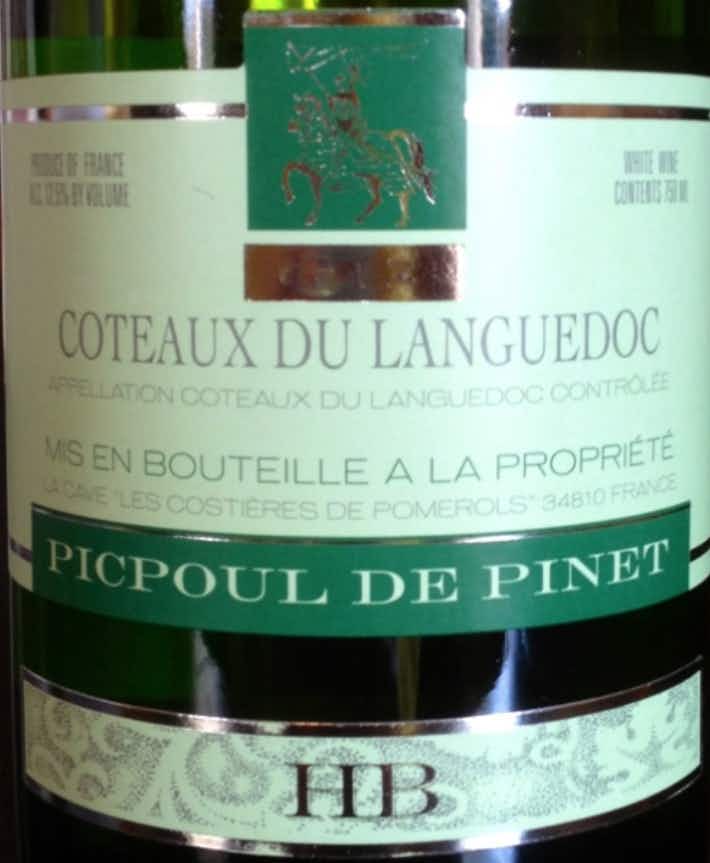 PRODUCE OF FRANCE
ALC. 12.5% BY VOLUME
WHITE WINE
CONTENTS 750 Ml
COTEAUX DU LANGUEDOC
APPELLATION COTEAUX DU LANGUEDOC CONTRÔLÉE
MIS EN BOUTEILLE A LA PROPRIÉTÉ
LA CAVE "LES COSTIÈRES DE POMEROLS" 34810 FRANCE
PICPOUL DE PINET
HB